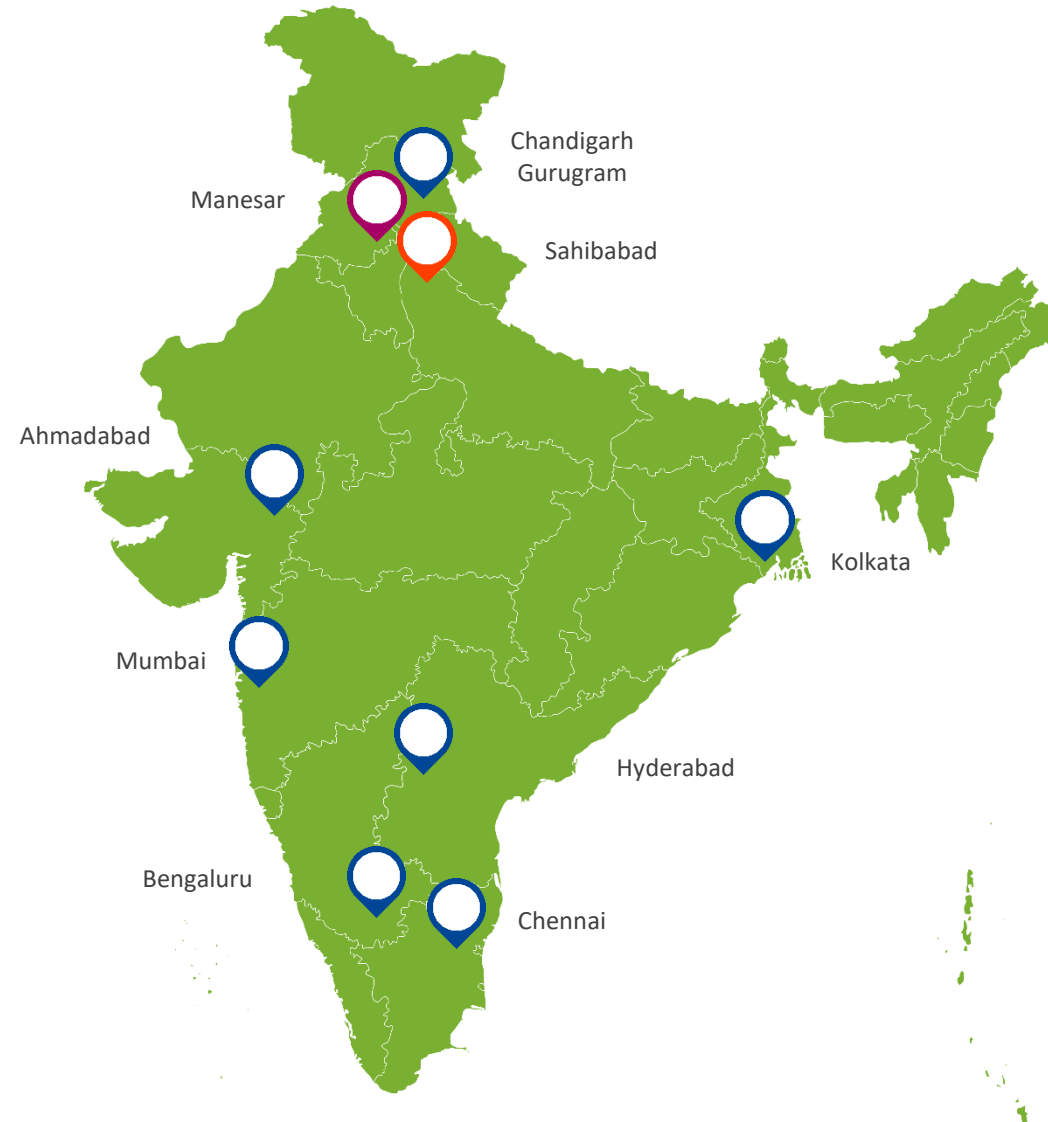 Chandigarh
Gurugram
Manesar
Sahibabad
Ahmadabad
Kolkata
Mumbai
Hyderabad
Bengaluru
Chennai